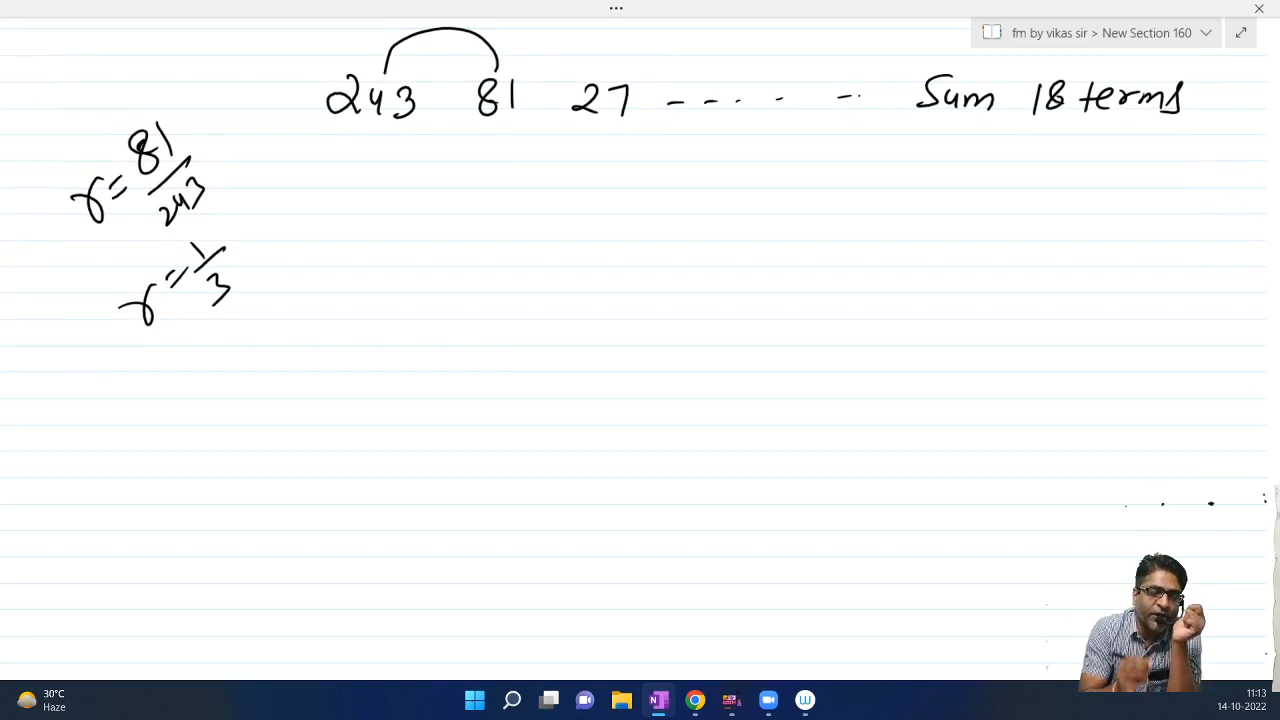 fm by vikas sir > New Section 160
243 81 27 - - - - - Sum 18 terms
r = 81/243
r = 1/3
30°C
Haze
11:13
14-10-2022